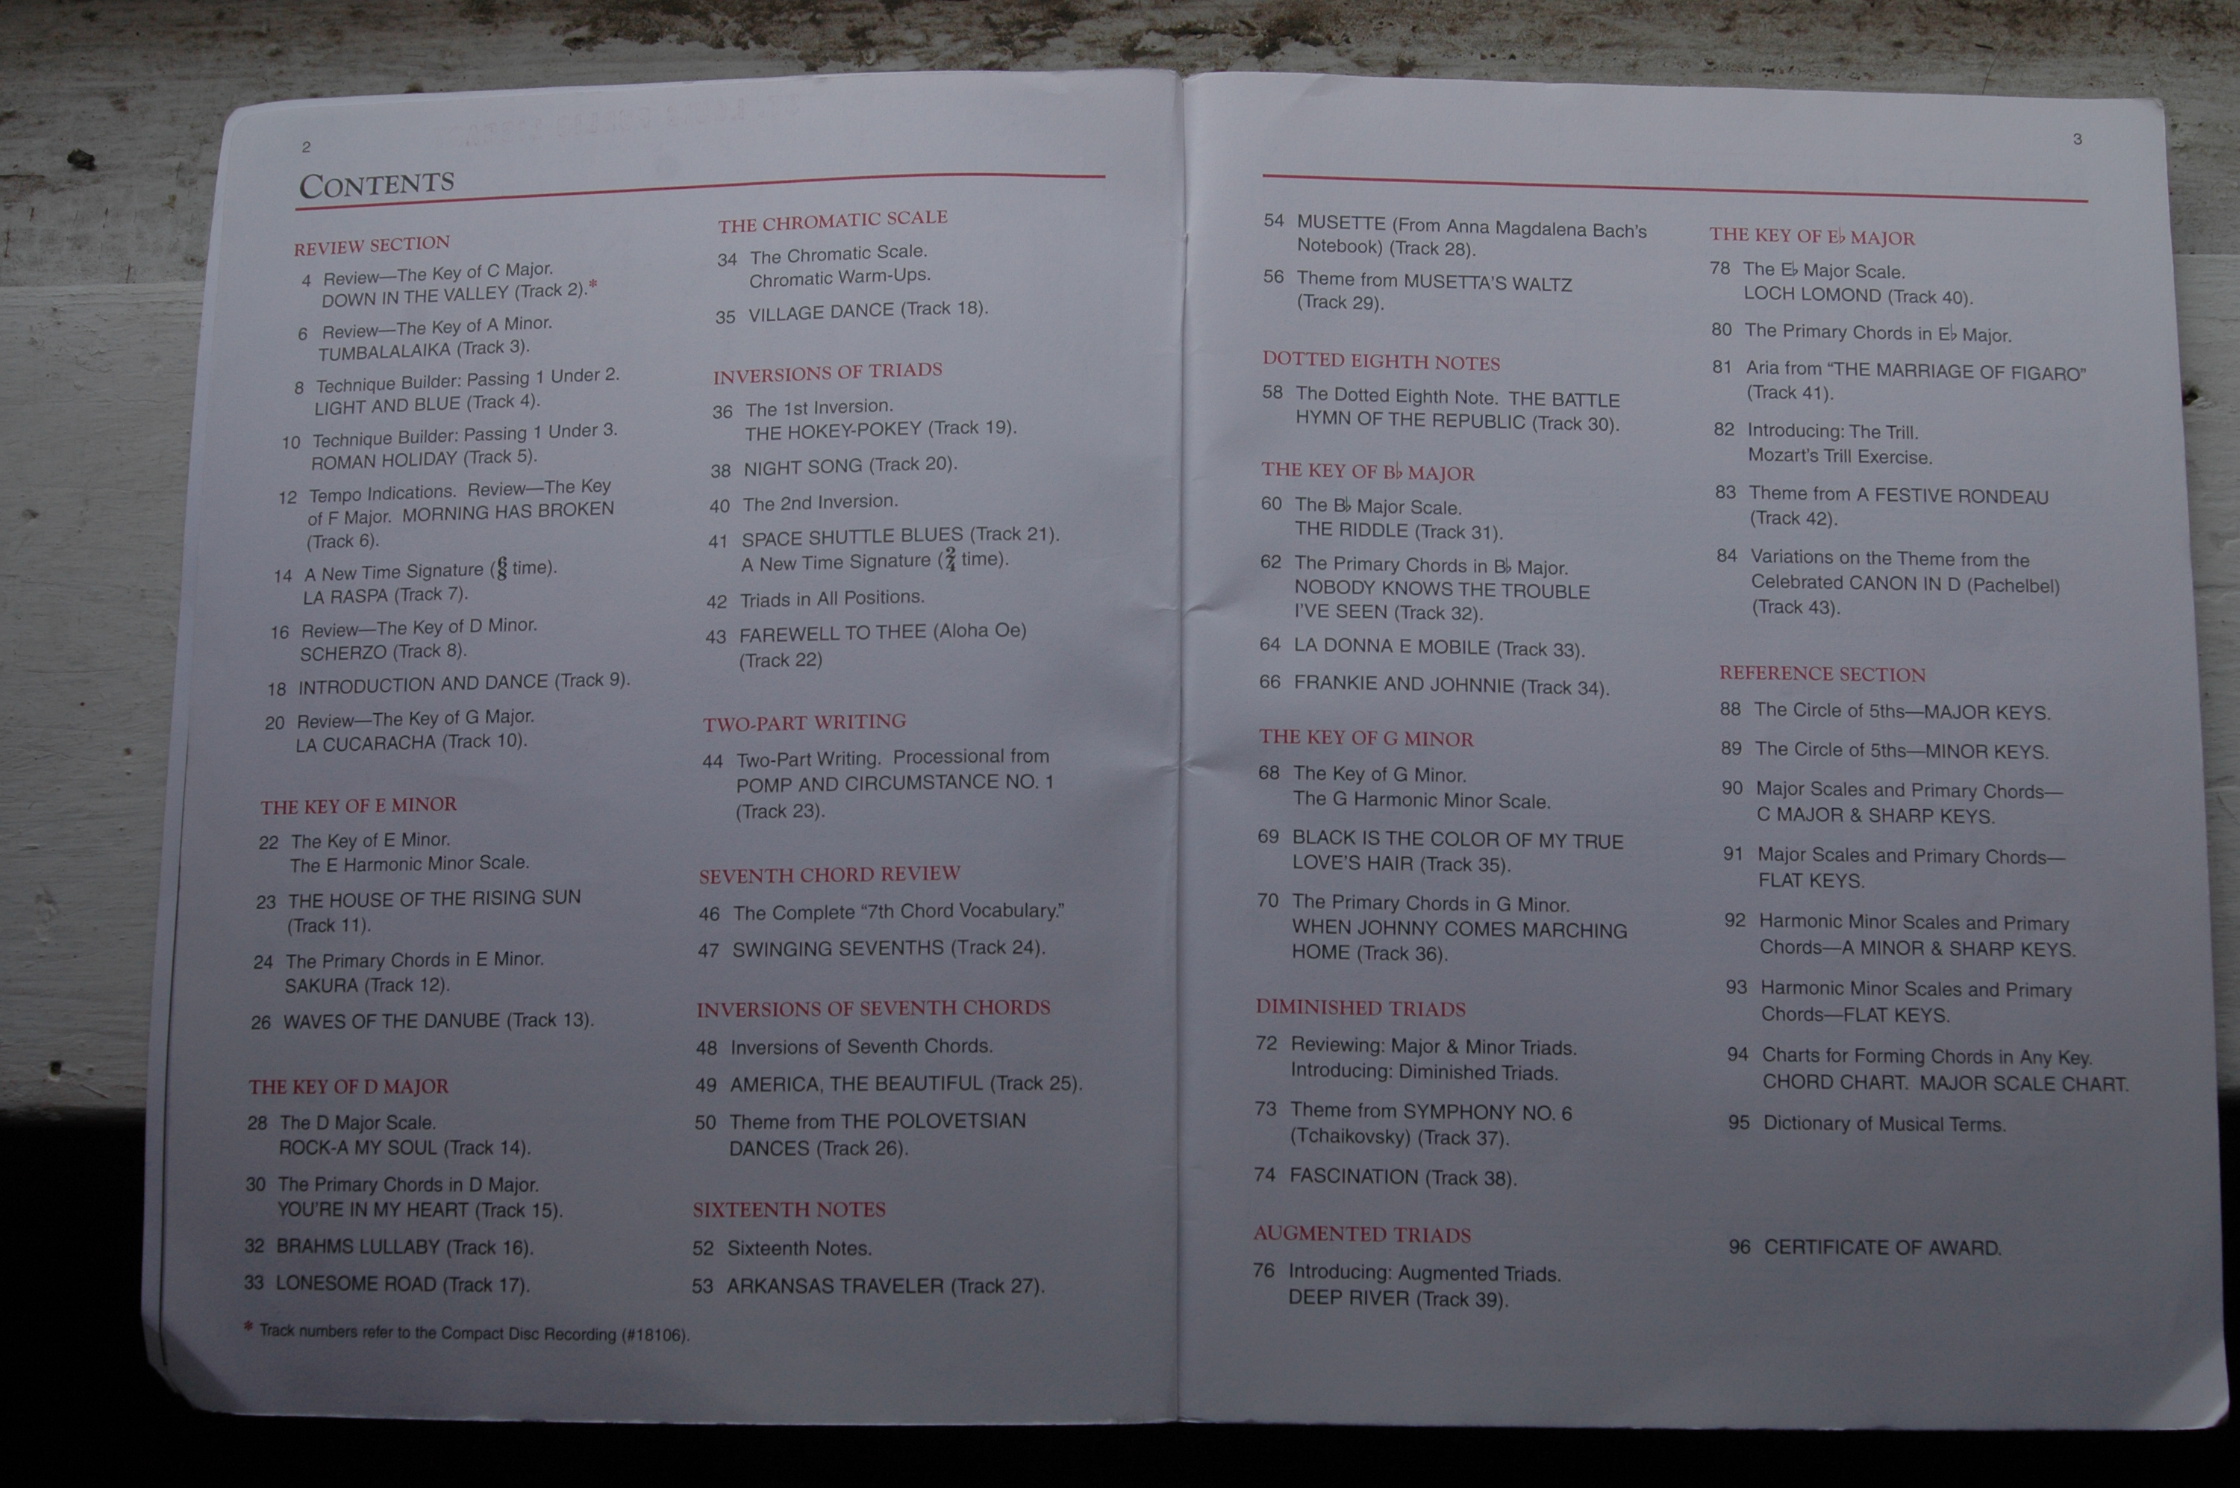 2
CONTENTS
REVIEW SECTION
4 Review—The Key of C Major.
DOWN IN THE VALLEY (Track 2).*
6 Review—The Key of A Minor.
TUMBALALAIKA (Track 3).
8 Technique Builder: Passing 1 Under 2.
LIGHT AND BLUE (Track 4).
10 Technique Builder: Passing 1 Under 3.
ROMAN HOLIDAY (Track 5).
12 Tempo Indications. Review—The Key
of F Major. MORNING HAS BROKEN
(Track 6).
14 A New Time Signature (6/8 time).
LA RASPA (Track 7).
16 Review—The Key of D Minor.
SCHERZO (Track 8).
18 INTRODUCTION AND DANCE (Track 9).
20 Review—The Key of G Major.
LA CUCARACHA (Track 10).
THE KEY OF E MINOR
22 The Key of E Minor.
The E Harmonic Minor Scale.
23 THE HOUSE OF THE RISING SUN
(Track 11).
24 The Primary Chords in E Minor.
SAKURA (Track 12).
26 WAVES OF THE DANUBE (Track 13).
THE KEY OF D MAJOR
28 The D Major Scale.
ROCK-A MY SOUL (Track 14).
30 The Primary Chords in D Major.
YOU'RE IN MY HEART (Track 15).
32 BRAHMS LULLABY (Track 16).
33 LONESOME ROAD (Track 17).
* Track numbers refer to the Compact Disc Recording (#18106).
THE CHROMATIC SCALE
34 The Chromatic Scale.
Chromatic Warm-Ups.
35 VILLAGE DANCE (Track 18).
INVERSIONS OF TRIADS
36 The 1st Inversion.
THE HOKEY-POKEY (Track 19).
38 NIGHT SONG (Track 20).
40 The 2nd Inversion.
41 SPACE SHUTTLE BLUES (Track 21).
A New Time Signature (2/4 time).
42 Triads in All Positions.
43 FAREWELL TO THEE (Aloha Oe)
(Track 22)
TWO-PART WRITING
44 Two-Part Writing. Processional from
POMP AND CIRCUMSTANCE NO. 1
(Track 23).
SEVENTH CHORD REVIEW
46 The Complete “7th Chord Vocabulary.”
47 SWINGING SEVENTHS (Track 24).
INVERSIONS OF SEVENTH CHORDS
48 Inversions of Seventh Chords.
49 AMERICA, THE BEAUTIFUL (Track 25).
50 Theme from THE POLOVETSIAN
DANCES (Track 26).
SIXTEENTH NOTES
52 Sixteenth Notes.
53 ARKANSAS TRAVELER (Track 27).
3
54 MUSETTE (From Anna Magdalena Bach's
Notebook) (Track 28).
56 Theme from MUSETTA'S WALTZ
(Track 29).
DOTTED EIGHTH NOTES
58 The Dotted Eighth Note. THE BATTLE
HYMN OF THE REPUBLIC (Track 30).
THE KEY OF B♭ MAJOR
60 The B♭ Major Scale.
THE RIDDLE (Track 31).
62 The Primary Chords in B♭ Major.
NOBODY KNOWS THE TROUBLE
I'VE SEEN (Track 32).
64 LA DONNA E MOBILE (Track 33).
66 FRANKIE AND JOHNNIE (Track 34).
THE KEY OF G MINOR
68 The Key of G Minor.
The G Harmonic Minor Scale.
69 BLACK IS THE COLOR OF MY TRUE
LOVE'S HAIR (Track 35).
70 The Primary Chords in G Minor.
WHEN JOHNNY COMES MARCHING
HOME (Track 36).
DIMINISHED TRIADS
72 Reviewing: Major & Minor Triads.
Introducing: Diminished Triads.
73 Theme from SYMPHONY NO. 6
(Tchaikovsky) (Track 37).
74 FASCINATION (Track 38).
AUGMENTED TRIADS
76 Introducing: Augmented Triads.
DEEP RIVER (Track 39).
THE KEY OF E♭ MAJOR
78 The E♭ Major Scale.
LOCH LOMOND (Track 40).
80 The Primary Chords in E♭ Major.
81 Aria from “THE MARRIAGE OF FIGARO”
(Track 41).
82 Introducing: The Trill.
Mozart's Trill Exercise.
83 Theme from A FESTIVE RONDEAU
(Track 42).
84 Variations on the Theme from the
Celebrated CANON IN D (Pachelbel)
(Track 43).
REFERENCE SECTION
88 The Circle of 5ths—MAJOR KEYS.
89 The Circle of 5ths—MINOR KEYS.
90 Major Scales and Primary Chords—
C MAJOR & SHARP KEYS.
91 Major Scales and Primary Chords—
FLAT KEYS.
92 Harmonic Minor Scales and Primary
Chords—A MINOR & SHARP KEYS.
93 Harmonic Minor Scales and Primary
Chords—FLAT KEYS.
94 Charts for Forming Chords in Any Key.
CHORD CHART. MAJOR SCALE CHART.
95 Dictionary of Musical Terms.
96 CERTIFICATE OF AWARD.